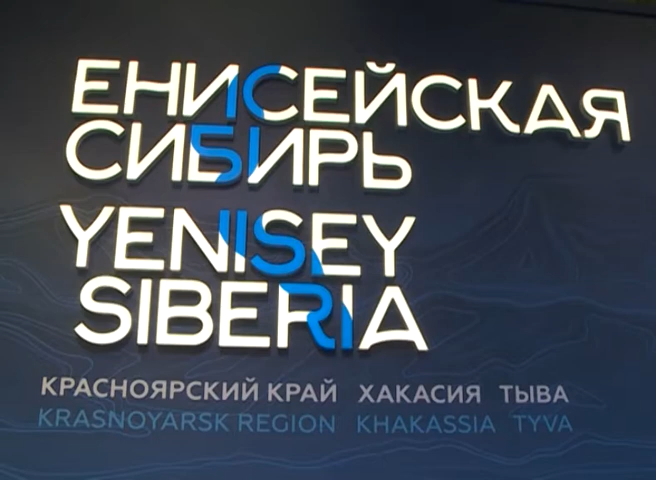 ЕНИСЕЙСКАЯ
СИБИРЬ
YENISEY
SIBERIA
КРАСНОЯРСКИЙ КРАЙ ХАКАСИЯ ТЫВА
KRASNOYARSK REGION KHAKASSIA TYVA